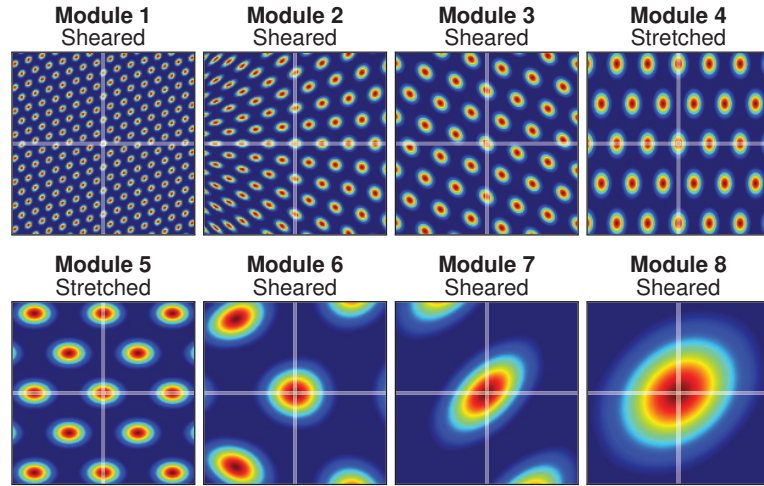 Module 1
Sheared
Module 2
Sheared
Module 3
Sheared
Module 4
Stretched
Module 5
Stretched
Module 6
Sheared
Module 7
Sheared
Module 8
Sheared